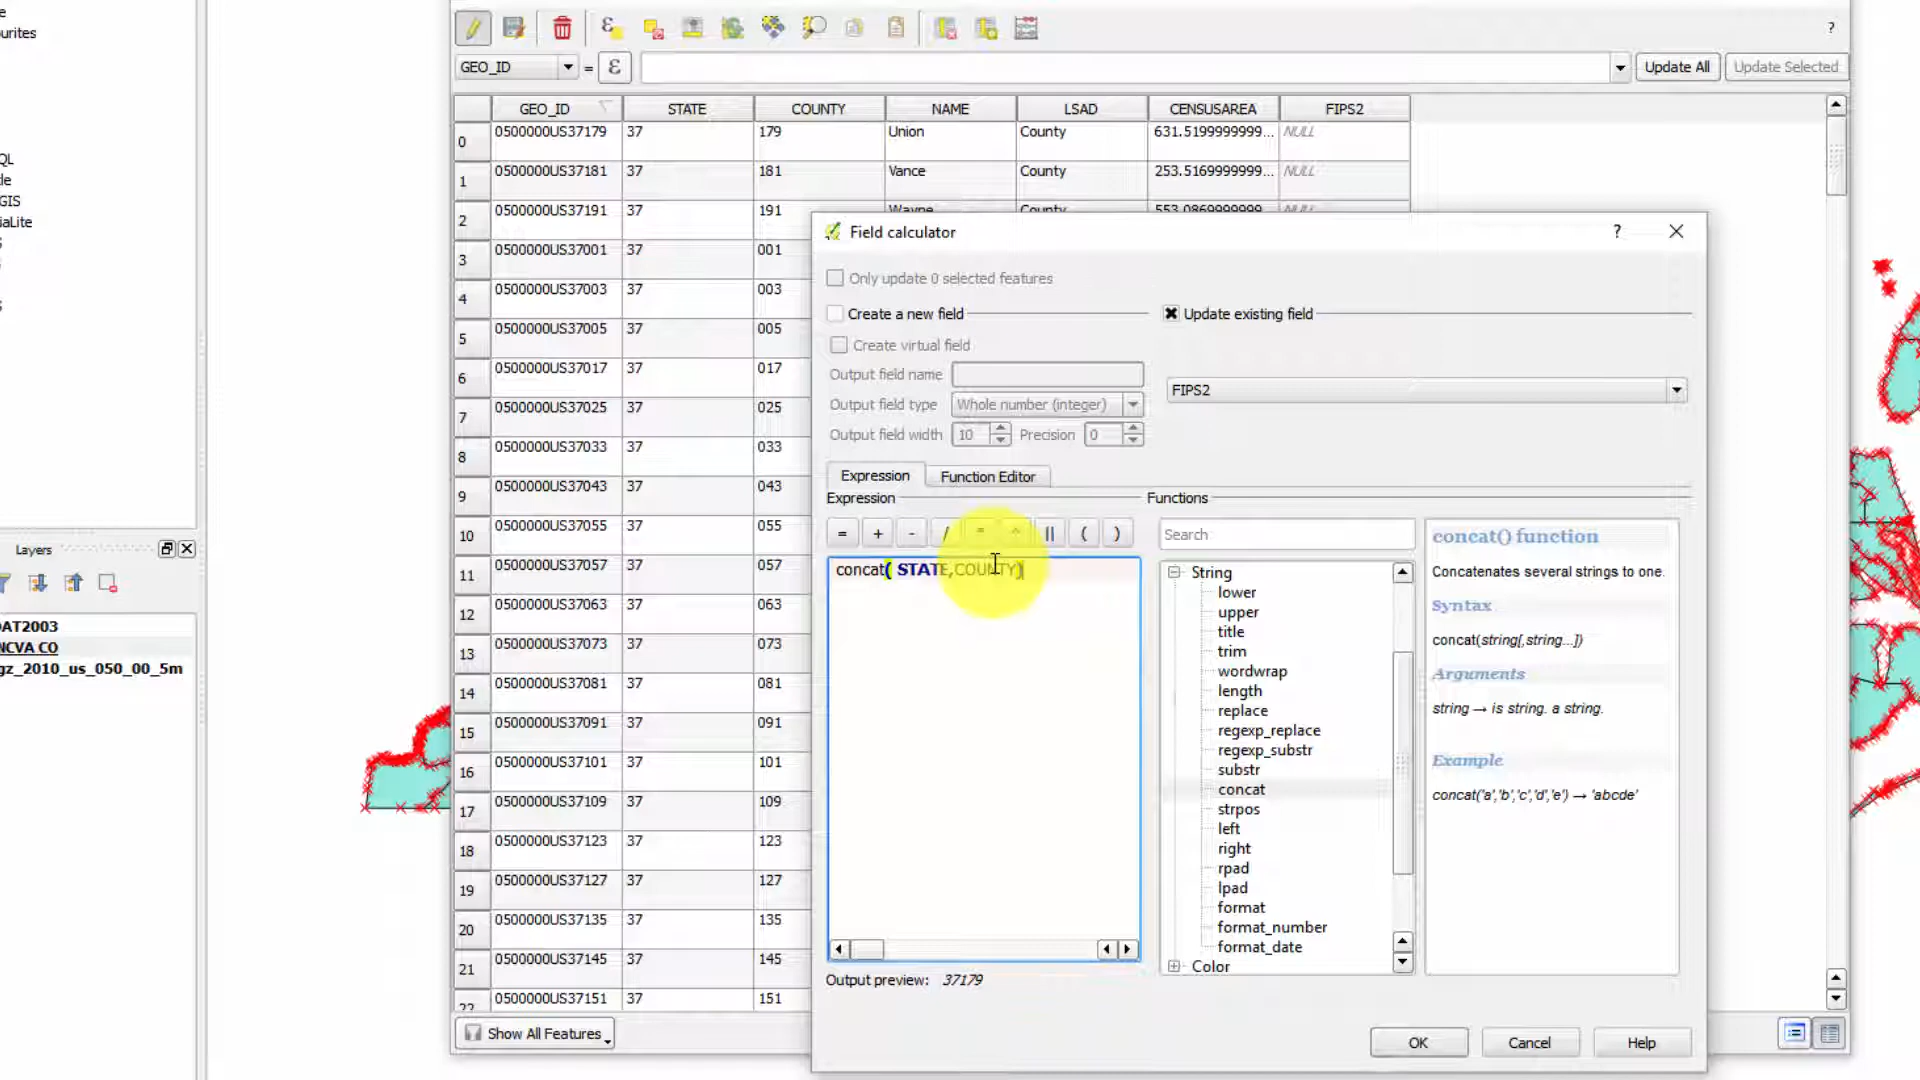 ourites
QL
GIS
iaLite
Layers
AT2003
NCVA CO
gz_2010_us_050_00_5m
?
GEO_ID = ε Update All Update Selected
GEO_ID STATE COUNTY NAME LSAD CENSUSAREA FIPS2
0 0500000US37179 37 179 Union County 631.5199999999... NULL
1 0500000US37181 37 181 Vance County 253.5169999999... NULL
2 0500000US37191 37 191 Wayne County 553.0869999999... NULL
3 0500000US37001 37 001
4 0500000US37003 37 003
5 0500000US37005 37 005
6 0500000US37017 37 017
7 0500000US37025 37 025
8 0500000US37033 37 033
9 0500000US37043 37 043
10 0500000US37055 37 055
11 0500000US37057 37 057
12 0500000US37063 37 063
13 0500000US37073 37 073
14 0500000US37081 37 081
15 0500000US37091 37 091
16 0500000US37101 37 101
17 0500000US37109 37 109
18 0500000US37123 37 123
19 0500000US37127 37 127
20 0500000US37135 37 135
21 0500000US37145 37 145
22 0500000US37151 37 151
Show All Features
Field calculator ?
Only update 0 selected features
Create a new field
Update existing field
Create virtual field
Output field name
FIPS2
Output field type Whole number (integer)
Output field width 10 Precision 0
Expression Function Editor
Expression
Functions
= + - / * ^ || ( )
Search
concat( STATE,COUNTY)
String
lower
upper
title
trim
wordwrap
length
replace
regexp_replace
regexp_substr
substr
concat
strpos
left
right
rpad
lpad
format
format_number
format_date
Color
concat() function
Concatenates several strings to one.
Syntax
concat(string[,string...])
Arguments
string → is string. a string.
Example
concat('a','b','c','d','e') → 'abcde'
Output preview: 37179
OK Cancel Help